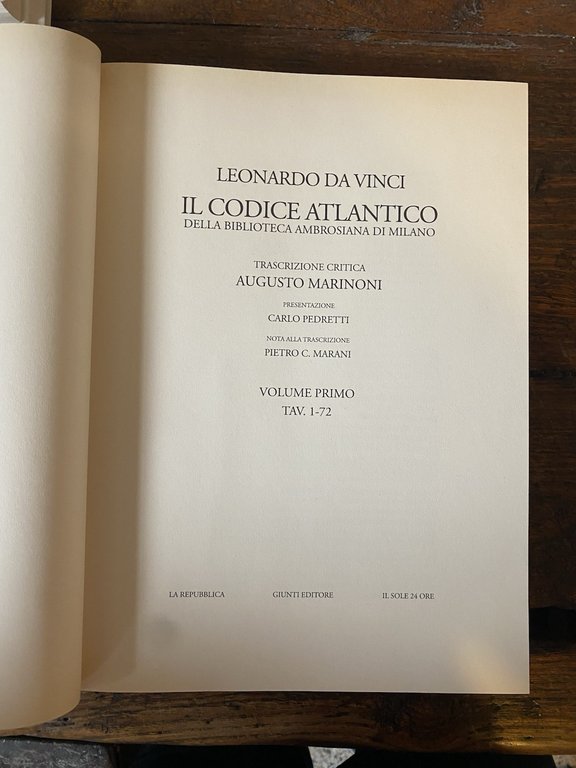 LEONARDO DA VINCI
IL CODICE ATLANTICO
DELLA BIBLIOTECA AMBROSIANA DI MILANO
TRASCRIZIONE CRITICA
AUGUSTO MARINONI
PRESENTAZIONE
CARLO PEDRETTI
NOTA ALLA TRASCRIZIONE
PIETRO C. MARANI
VOLUME PRIMO
TAV. 1-72
LA REPUBBLICA GIUNTI EDITORE IL SOLE 24 ORE